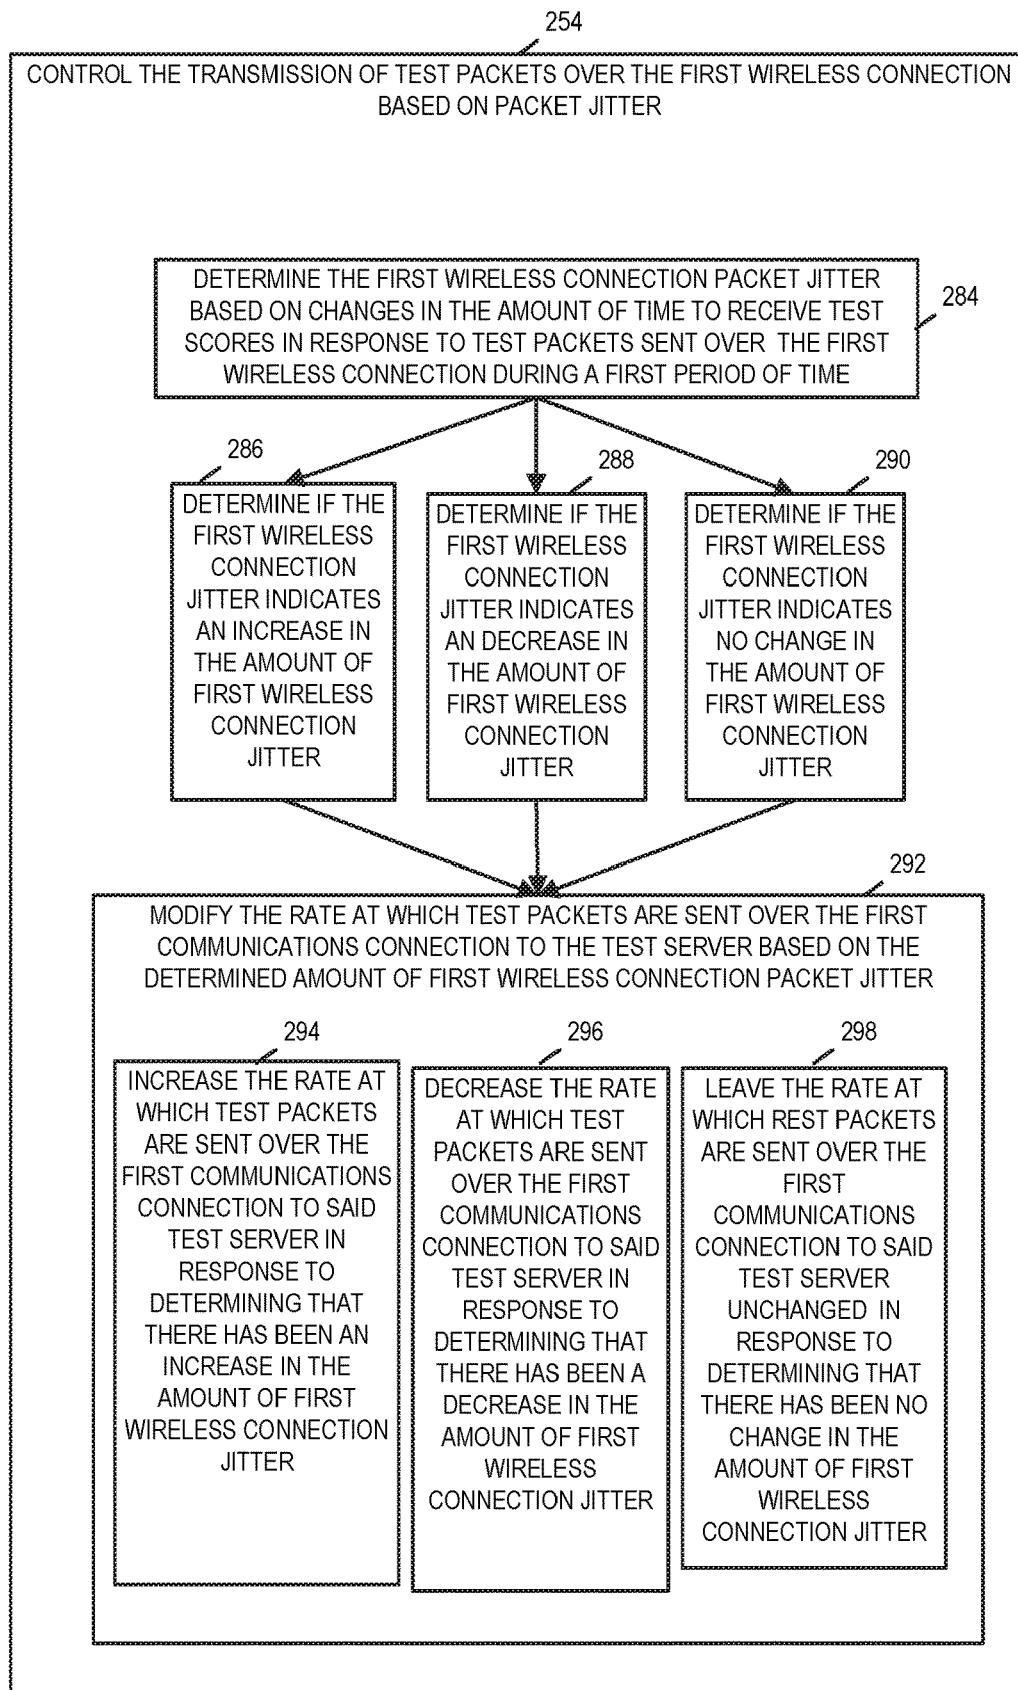 254
CONTROL THE TRANSMISSION OF TEST PACKETS OVER THE FIRST WIRELESS CONNECTION
BASED ON PACKET JITTER
DETERMINE THE FIRST WIRELESS CONNECTION PACKET JITTER
BASED ON CHANGES IN THE AMOUNT OF TIME TO RECEIVE TEST
SCORES IN RESPONSE TO TEST PACKETS SENT OVER THE FIRST
WIRELESS CONNECTION DURING A FIRST PERIOD OF TIME
284
286
DETERMINE IF THE
FIRST WIRELESS
CONNECTION
JITTER INDICATES
AN INCREASE IN
THE AMOUNT OF
FIRST WIRELESS
CONNECTION
JITTER
288
DETERMINE IF THE
FIRST WIRELESS
CONNECTION
JITTER INDICATES
AN DECREASE IN
THE AMOUNT OF
FIRST WIRELESS
CONNECTION
JITTER
290
DETERMINE IF THE
FIRST WIRELESS
CONNECTION
JITTER INDICATES
NO CHANGE IN
THE AMOUNT OF
FIRST WIRELESS
CONNECTION
JITTER
292
MODIFY THE RATE AT WHICH TEST PACKETS ARE SENT OVER THE FIRST
COMMUNICATIONS CONNECTION TO THE TEST SERVER BASED ON THE
DETERMINED AMOUNT OF FIRST WIRELESS CONNECTION PACKET JITTER
294
INCREASE THE RATE AT
WHICH TEST PACKETS
ARE SENT OVER THE
FIRST COMMUNICATIONS
CONNECTION TO SAID
TEST SERVER IN
RESPONSE TO
DETERMINING THAT
THERE HAS BEEN AN
INCREASE IN THE
AMOUNT OF FIRST
WIRELESS CONNECTION
JITTER
296
DECREASE THE RATE
AT WHICH TEST
PACKETS ARE SENT
OVER THE FIRST
COMMUNICATIONS
CONNECTION TO SAID
TEST SERVER IN
RESPONSE TO
DETERMINING THAT
THERE HAS BEEN A
DECREASE IN THE
AMOUNT OF FIRST
WIRELESS
CONNECTION JITTER
298
LEAVE THE RATE AT
WHICH REST PACKETS
ARE SENT OVER THE
FIRST
COMMUNICATIONS
CONNECTION TO SAID
TEST SERVER
UNCHANGED IN
RESPONSE TO
DETERMINING THAT
THERE HAS BEEN NO
CHANGE IN THE
AMOUNT OF FIRST
WIRELESS
CONNECTION JITTER